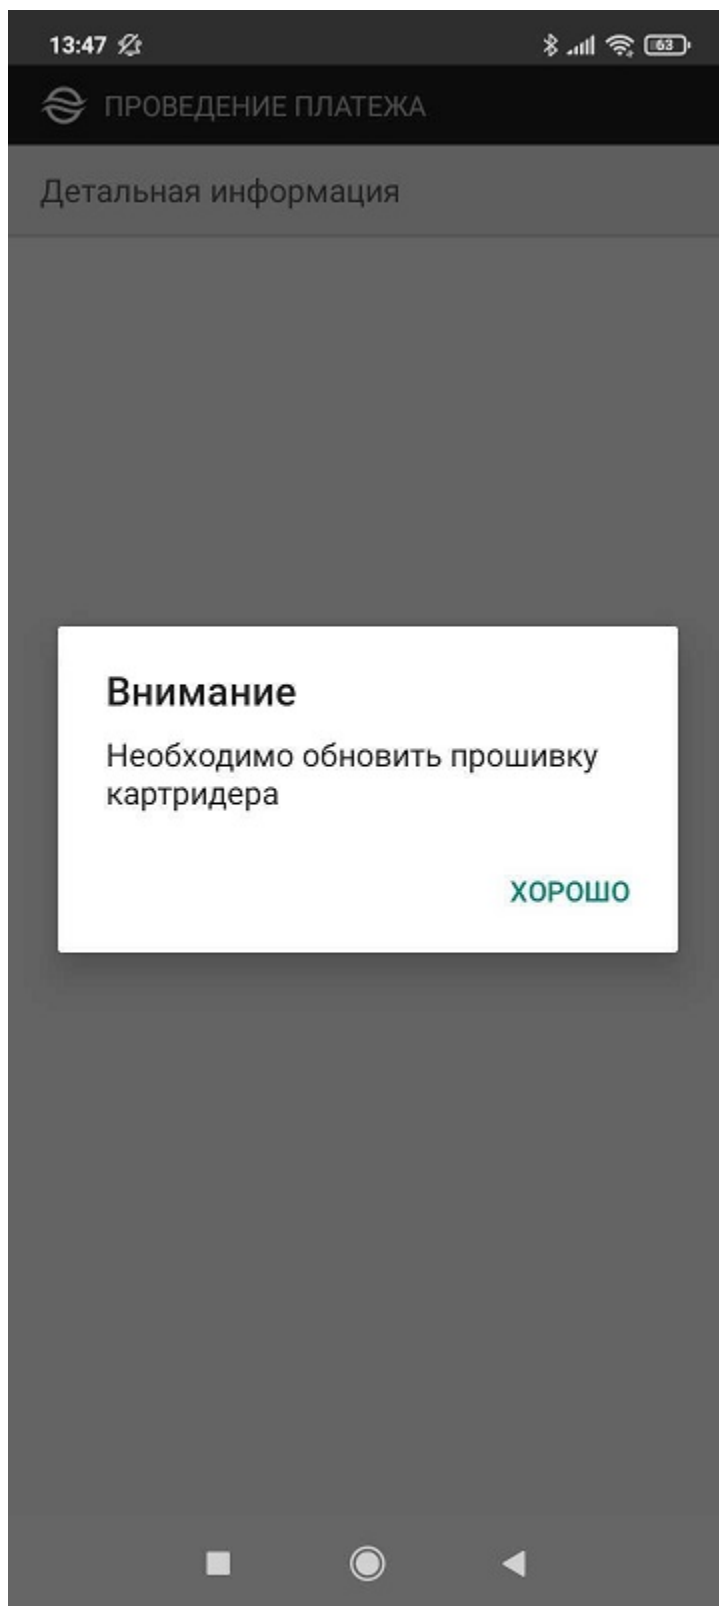 13:47 63
ПРОВЕДЕНИЕ ПЛАТЕЖА
Детальная информация
Внимание
Необходимо обновить прошивку
картридера
ХОРОШО